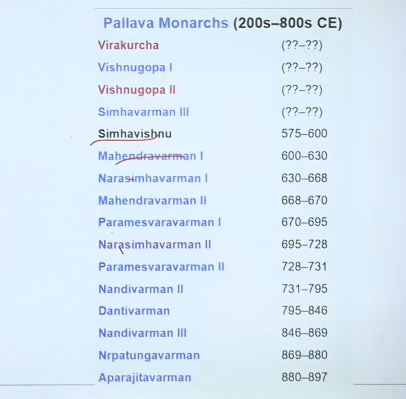 Pallava Monarchs (200s–800s CE)
Virakurcha (??–??)
Vishnugopa I (??–??)
Vishnugopa II (??–??)
Simhavarman III (??–??)
Simhavishnu 575–600
Mahendravarman I 600–630
Narasimhavarman I 630–668
Mahendravarman II 668–670
Paramesvaravarman I 670–695
Narasimhavarman II 695–728
Paramesvaravarman II 728–731
Nandivarman II 731–795
Dantivarman 795–846
Nandivarman III 846–869
Nrpatungavarman 869–880
Aparajitavarman 880–897